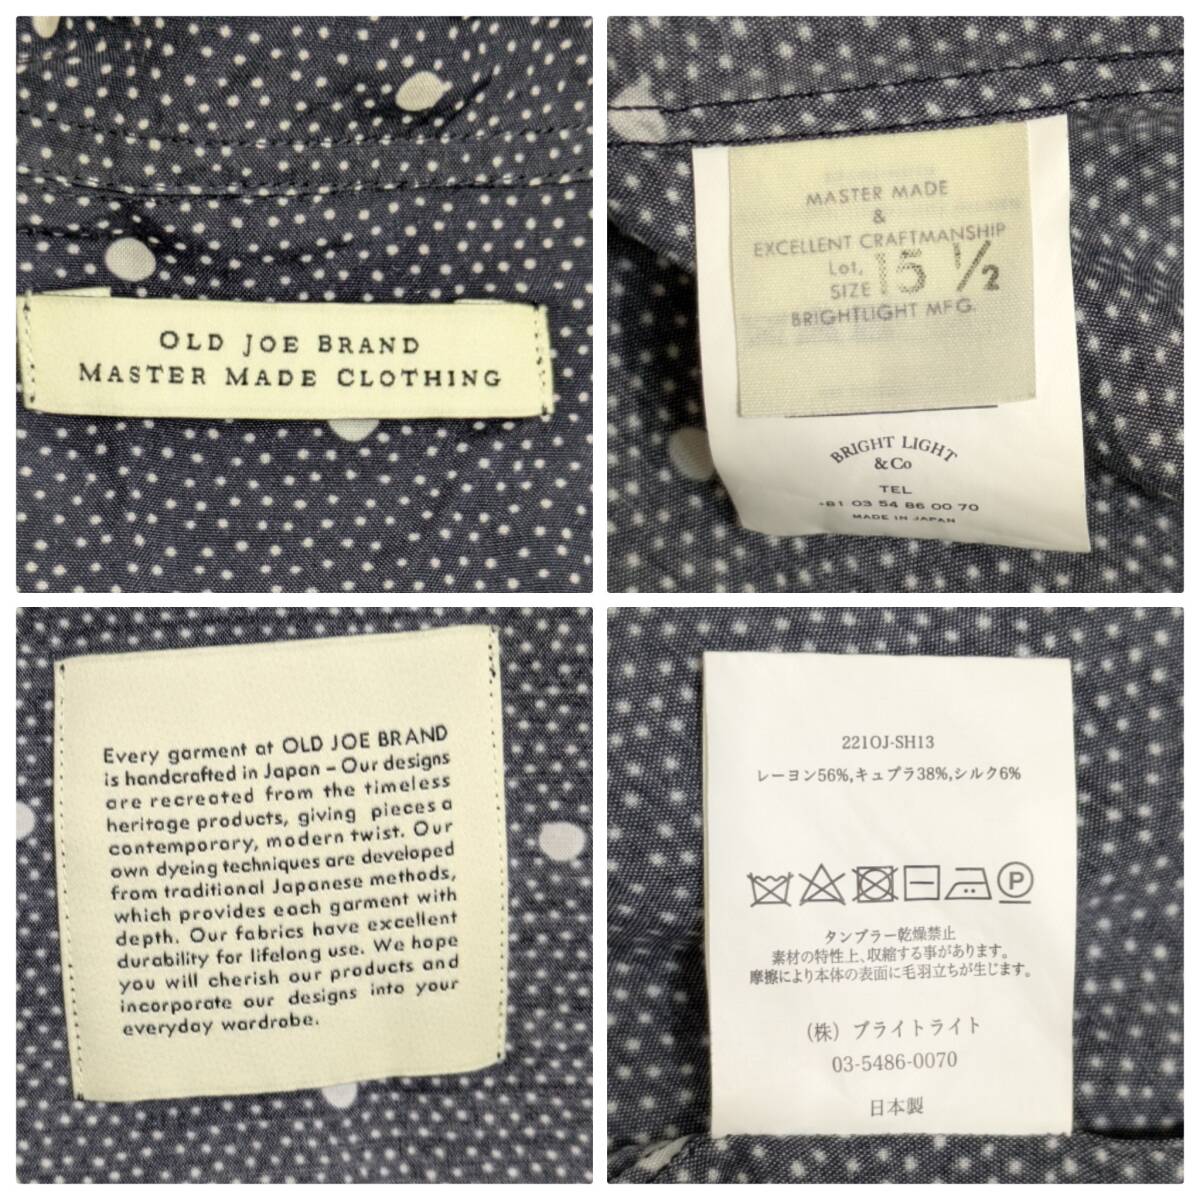 OLD JOE BRAND
MASTER MADE CLOTHING
MASTER MADE
&
EXCELLENT CRAFTMANSHIP
Lot,
SIZE 15 ½
BRIGHTLIGHT MFG.
BRIGHT LIGHT
& Co
TEL
+81 03 54 86 00 70
MADE IN JAPAN
Every garment at OLD JOE BRAND
is handcrafted in Japan – Our designs
are recreated from the timeless
heritage products, giving pieces a
contemporary, modern twist. Our
own dyeing techniques are developed
from traditional Japanese methods,
which provides each garment with
depth. Our fabrics have excellent
durability for lifelong use. We hope
you will cherish our products and
incorporate our designs into your
everyday wardrobe.
221OJ-SH13
レーヨン56%,キュプラ38%,シルク6%
P
タンブラー乾燥禁止
素材の特性上、収縮する事があります。
摩擦により本体の表面に毛羽立ちが生じます。
(株) ブライトライト
03-5486-0070
日本製